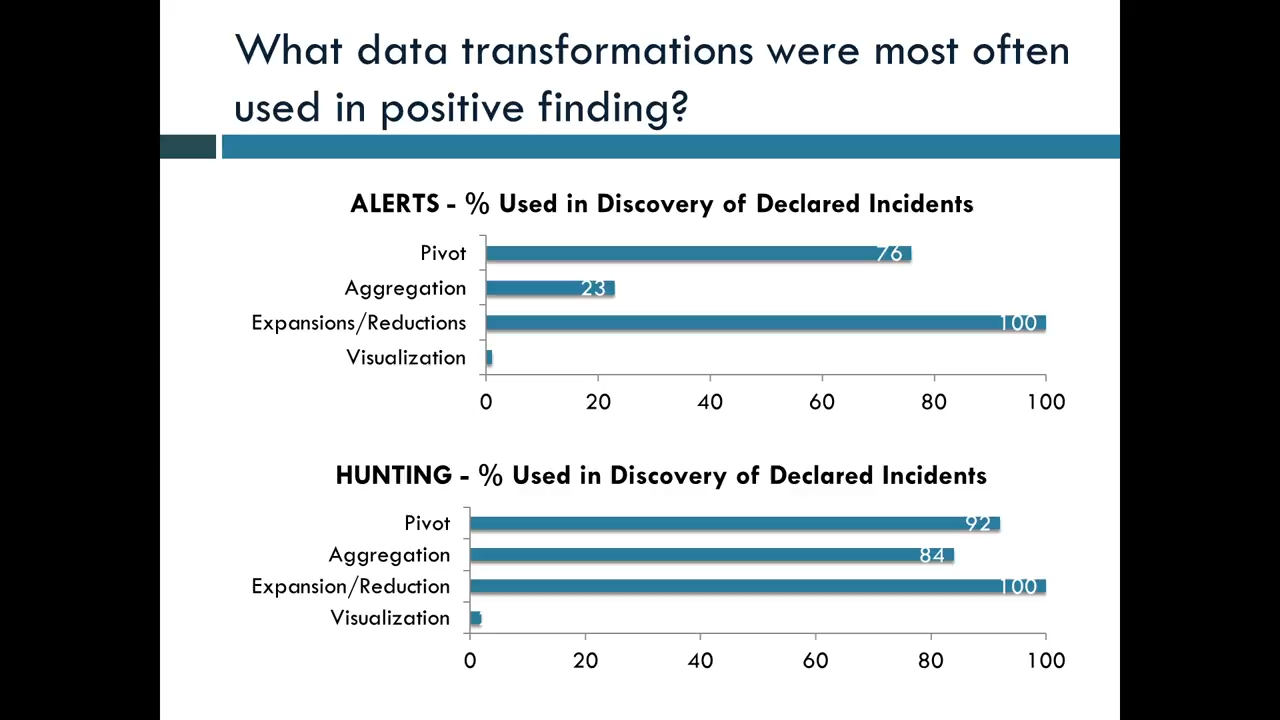 What data transformations were most often
used in positive finding?
ALERTS - % Used in Discovery of Declared Incidents
Pivot
76
Aggregation
23
Expansions/Reductions
100
Visualization
0 20 40 60 80 100
HUNTING - % Used in Discovery of Declared Incidents
Pivot
92
Aggregation
84
Expansion/Reduction
100
Visualization
0 20 40 60 80 100